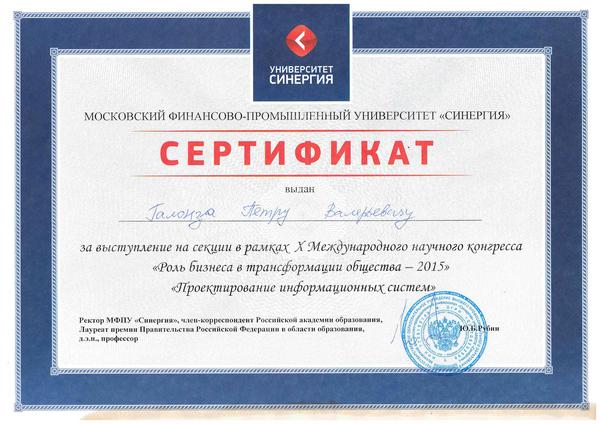 УНИВЕРСИТЕТ
СИНЕРГИЯ
МОСКОВСКИЙ ФИНАНСОВО-ПРОМЫШЛЕННЫЙ УНИВЕРСИТЕТ «СИНЕРГИЯ»
СЕРТИФИКАТ
выдан
Петру Валерьевичу
за выступление на секции в рамках X Международного научного конгресса
«Роль бизнеса в трансформации общества – 2015»
«Проектирование информационных систем»
Ректор МФПУ «Синергия», член-корреспондент Российской академии образования,
Лауреат премии Правительства Российской Федерации в области образования,
д.э.н., профессор
Ю.Б.Рубин